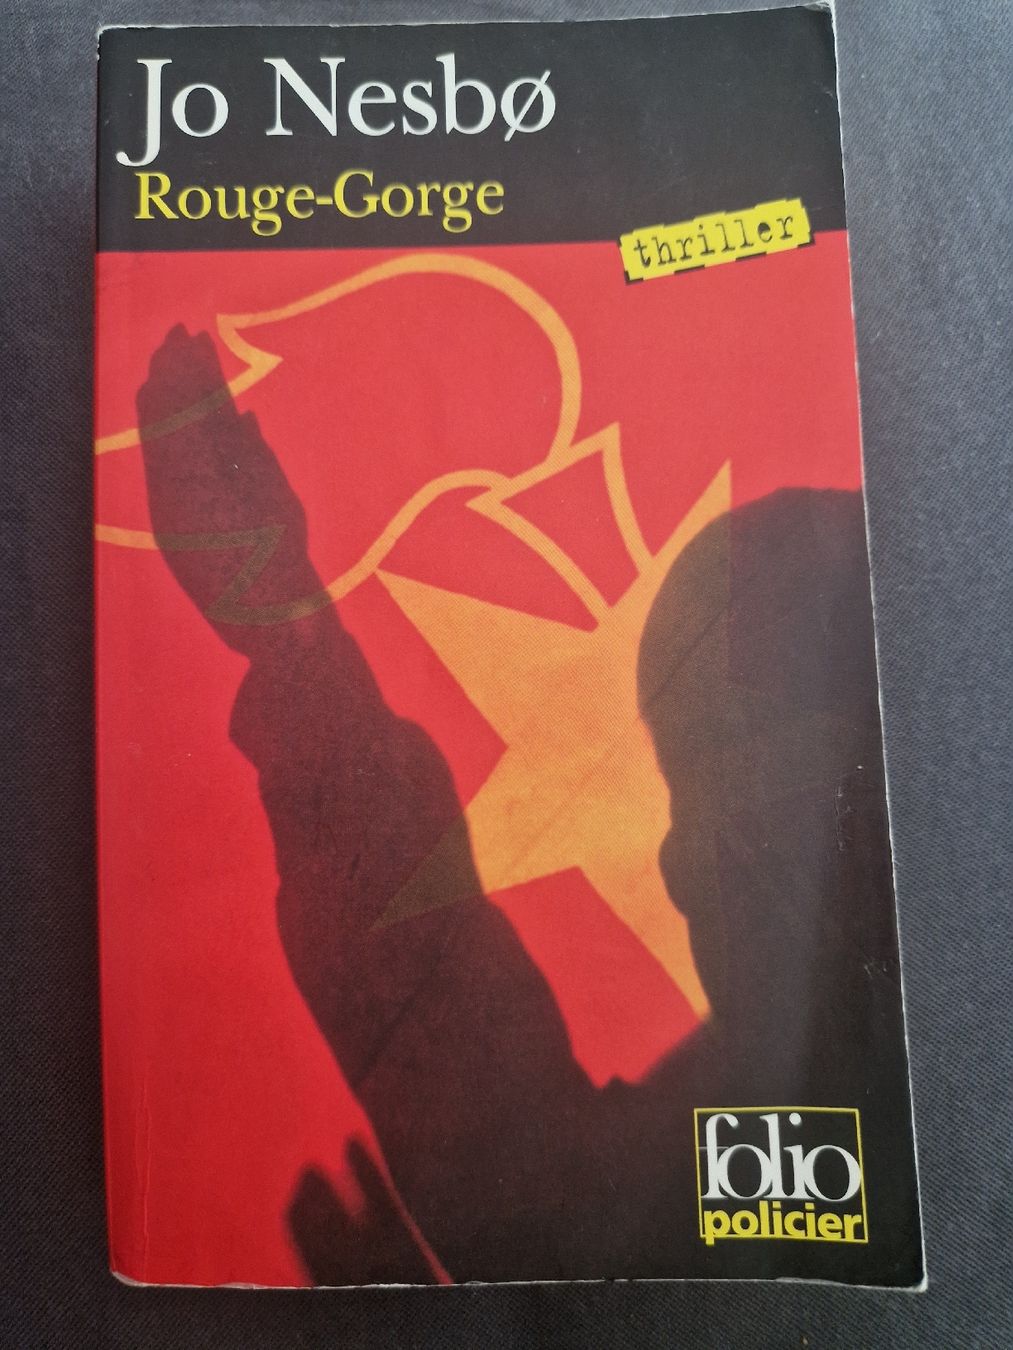 Jo Nesbø
Rouge-Gorge
thriller
folio
policier